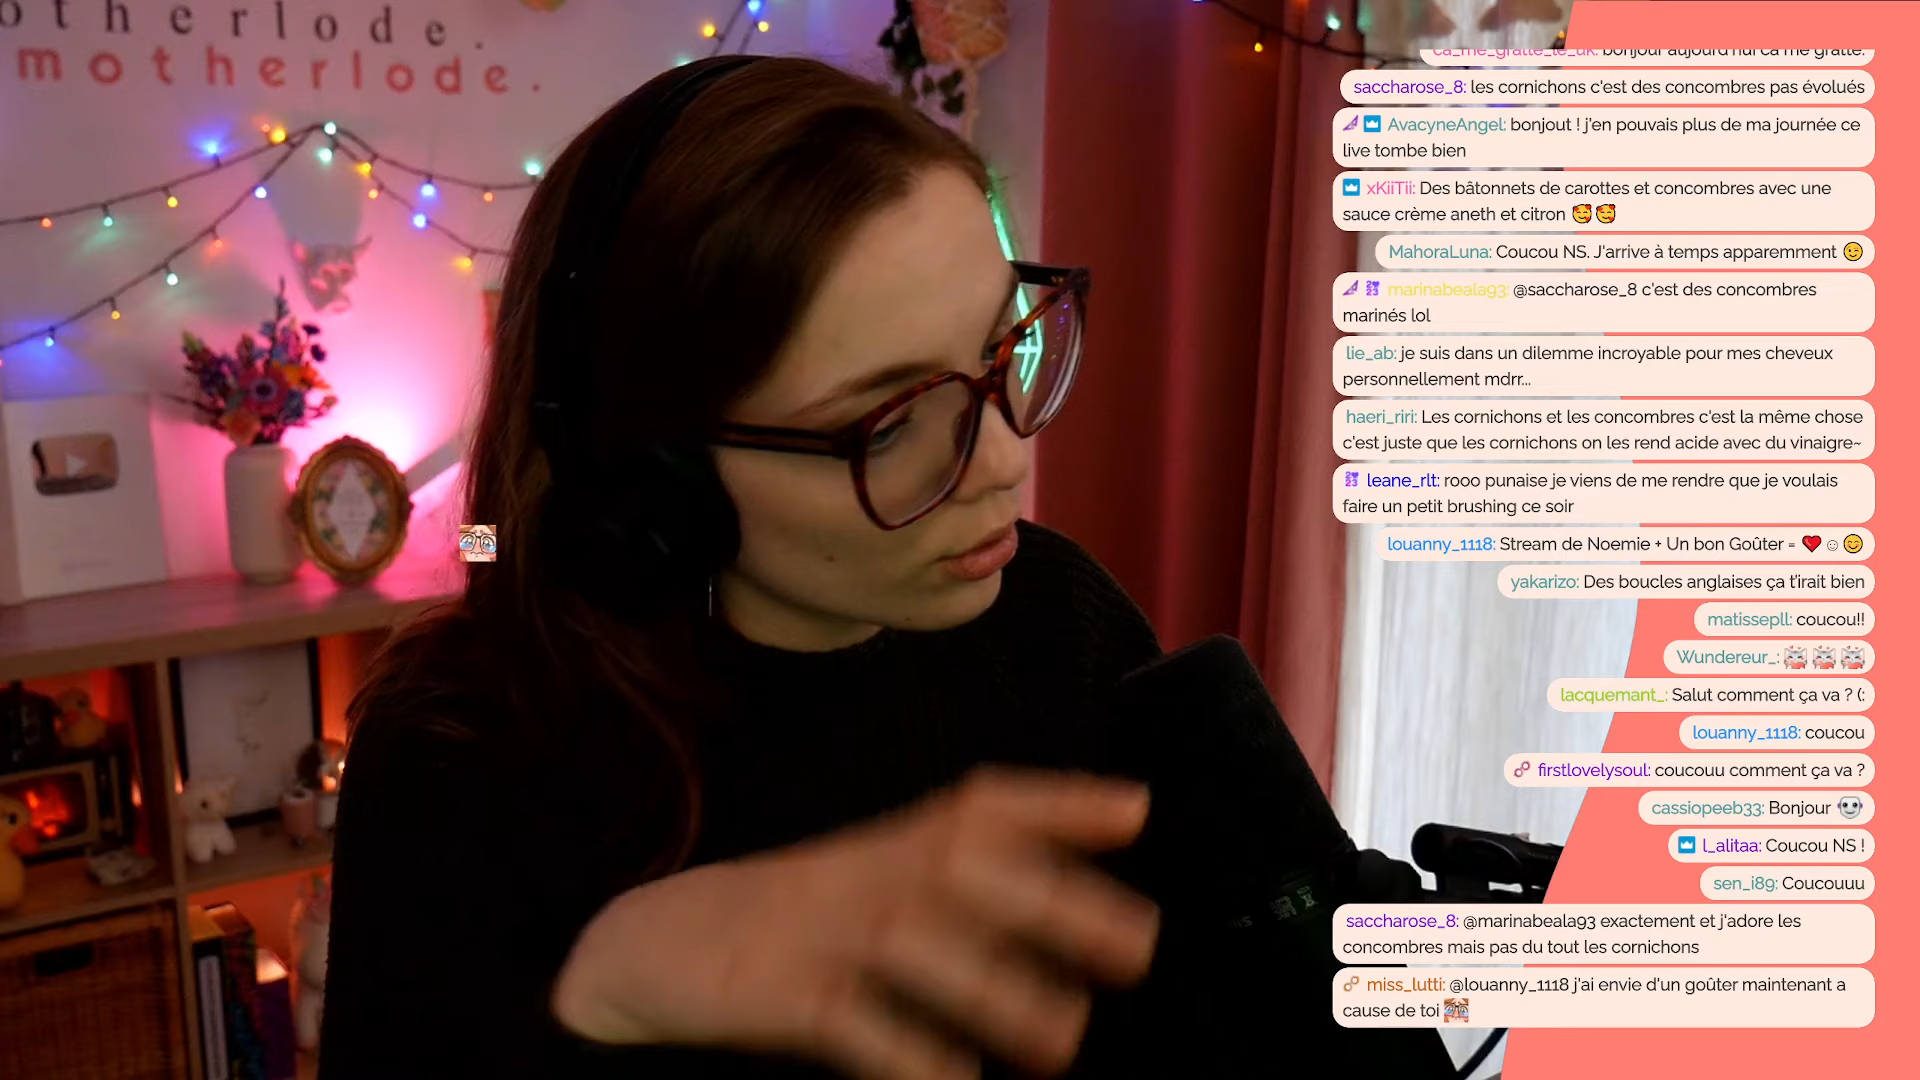 otherlode.
motherlode.
ca_me_gratte_le_uk: bonjour aujourd'hui ca me gratte.
saccharose_8: les cornichons c'est des concombres pas évolués
AvacyneAngel: bonjout ! j'en pouvais plus de ma journée ce
live tombe bien
xKiiTii: Des bâtonnets de carottes et concombres avec une
sauce crème aneth et citron 🥰 🥰
MahoraLuna: Coucou NS. J'arrive à temps apparemment 😉
marinabeala93: @saccharose_8 c'est des concombres
marinés lol
lie_ab: je suis dans un dilemme incroyable pour mes cheveux
personnellement mdrr...
haeri_riri: Les cornichons et les concombres c'est la même chose
c'est juste que les cornichons on les rend acide avec du vinaigre~
leane_rlt: rooo punaise je viens de me rendre que je voulais
faire un petit brushing ce soir
louanny_1118: Stream de Noemie + Un bon Goûter = ❤️ ☺ 😊
yakarizo: Des boucles anglaises ça t'irait bien
matissepll: coucou!!
Wundereur_:
lacquemant_: Salut comment ça va ? (:
louanny_1118: coucou
firstlovelysoul: coucouu comment ça va ?
cassiopeeb33: Bonjour
l_alitaa: Coucou NS !
sen_i89: Coucouuu
saccharose_8: @marinabeala93 exactement et j'adore les
concombres mais pas du tout les cornichons
miss_lutti: @louanny_1118 j'ai envie d'un goûter maintenant a
cause de toi